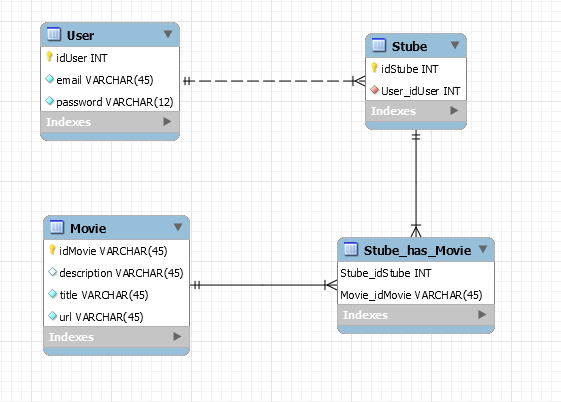 User
idUser INT
email VARCHAR(45)
password VARCHAR(12)
Indexes
Stube
idStube INT
User_idUser INT
Indexes
Movie
idMovie VARCHAR(45)
description VARCHAR(45)
title VARCHAR(45)
url VARCHAR(45)
Indexes
Stube_has_Movie
Stube_idStube INT
Movie_idMovie VARCHAR(45)
Indexes